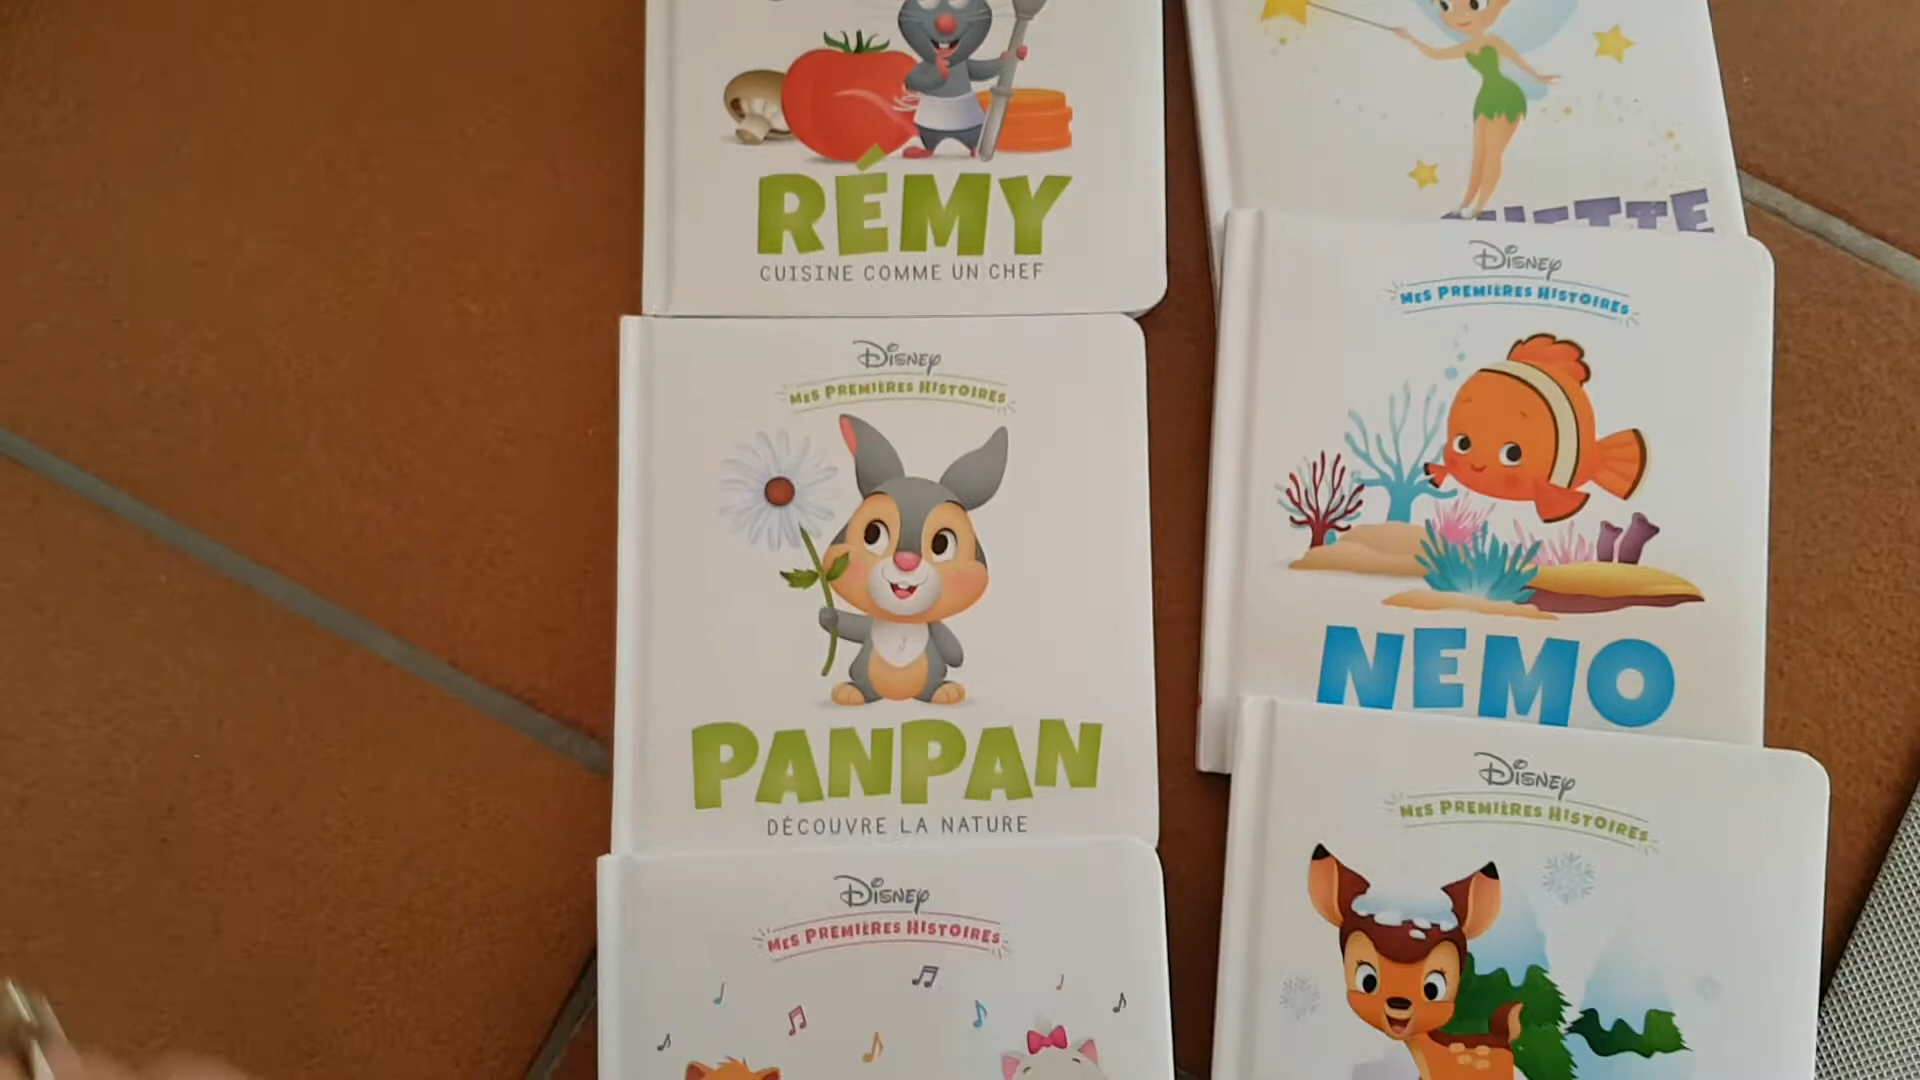 RÉMY
CUISINE COMME UN CHEF
Disney
MES PREMIÈRES HISTOIRES
PANPAN
DÉCOUVRE LA NATURE
Disney
MES PREMIÈRES HISTOIRES
Disney
MES PREMIÈRES HISTOIRES
NEMO
Disney
MES PREMIÈRES HISTOIRES